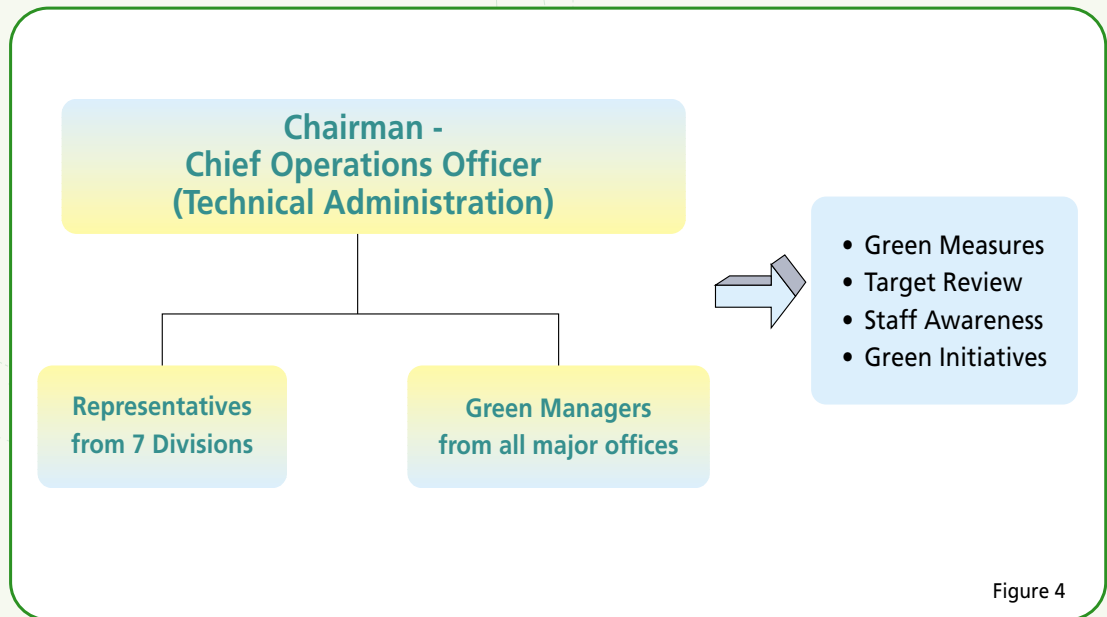 Chairman -
Chief Operations Officer
(Technical Administration)
Representatives
from 7 Divisions
Green Managers
from all major offices
• Green Measures
• Target Review
• Staff Awareness
• Green Initiatives
Figure 4